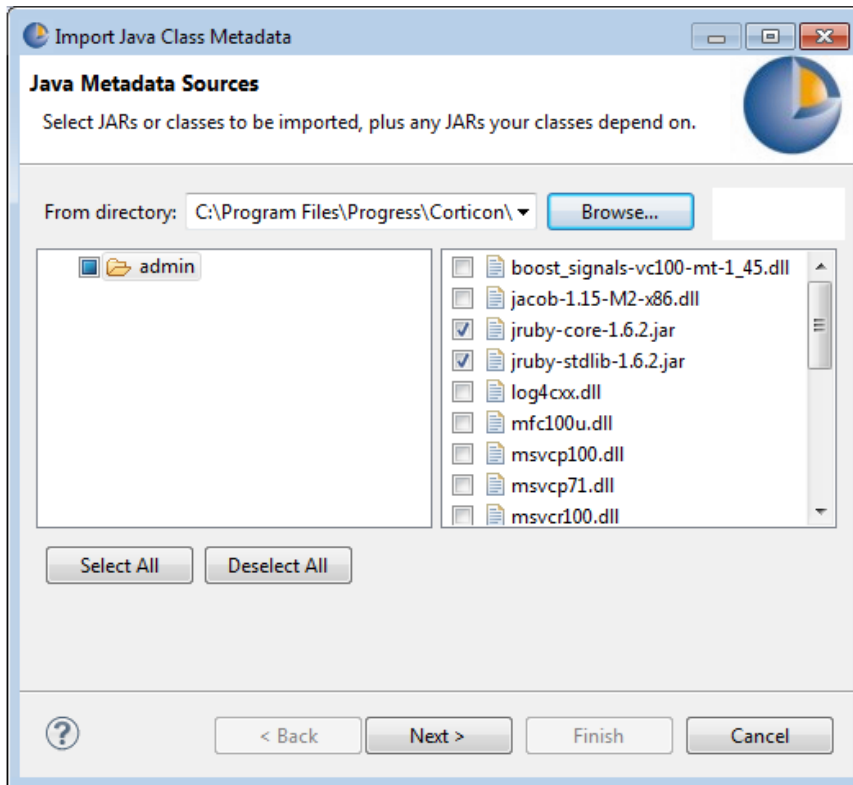 Import Java Class Metadata
Java Metadata Sources
Select JARs or classes to be imported, plus any JARs your classes depend on.
From directory: C:\Program Files\Progress\Corticon\ Browse...
admin
boost_signals-vc100-mt-1_45.dll
jacob-1.15-M2-x86.dll
jruby-core-1.6.2.jar
jruby-stdlib-1.6.2.jar
log4cxx.dll
mfc100u.dll
msvcp100.dll
msvcp71.dll
msvcr100.dll
Select All Deselect All
? < Back Next > Finish Cancel